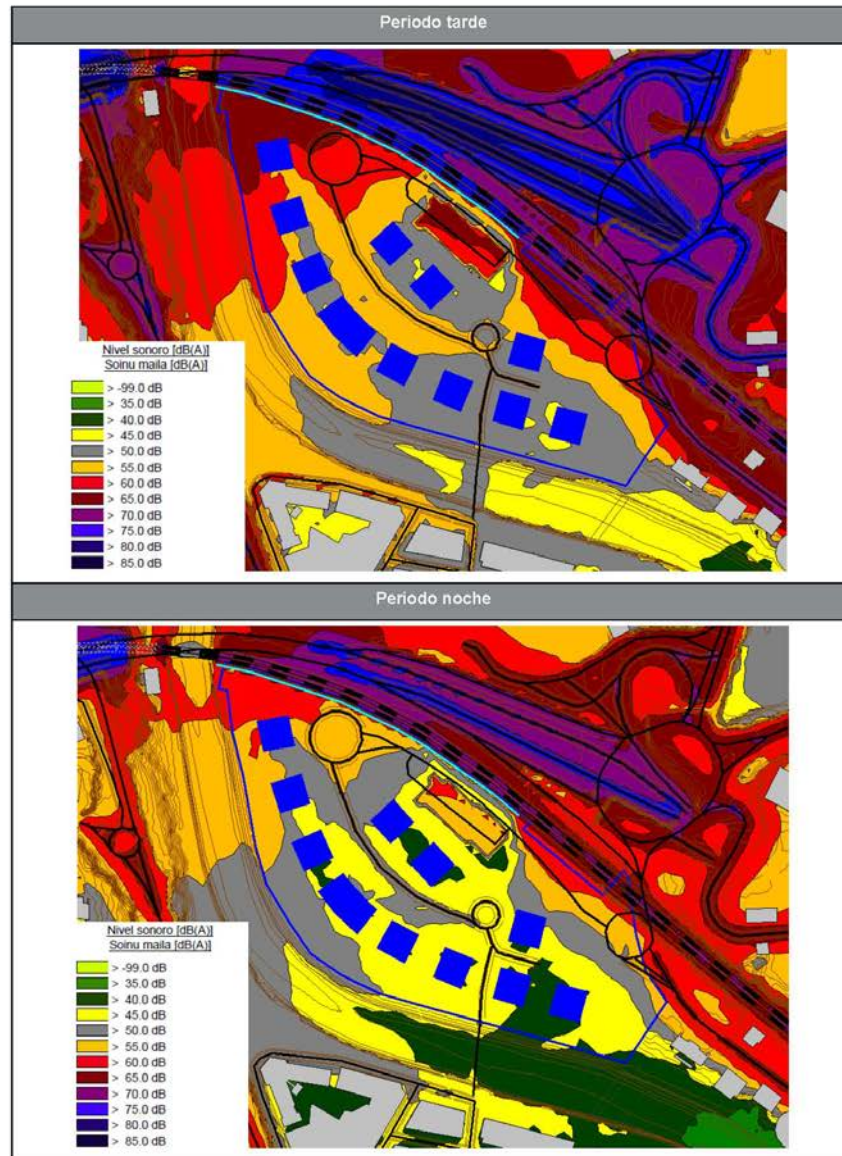 Periodo tarde
Nivel sonoro [dB(A)]
Soinu maila [dB(A)]
> -99.0 dB
> 35.0 dB
> 40.0 dB
> 45.0 dB
> 50.0 dB
> 55.0 dB
> 60.0 dB
> 65.0 dB
> 70.0 dB
> 75.0 dB
> 80.0 dB
> 85.0 dB
Periodo noche
Nivel sonoro [dB(A)]
Soinu maila [dB(A)]
> -99.0 dB
> 35.0 dB
> 40.0 dB
> 45.0 dB
> 50.0 dB
> 55.0 dB
> 60.0 dB
> 65.0 dB
> 70.0 dB
> 75.0 dB
> 80.0 dB
> 85.0 dB